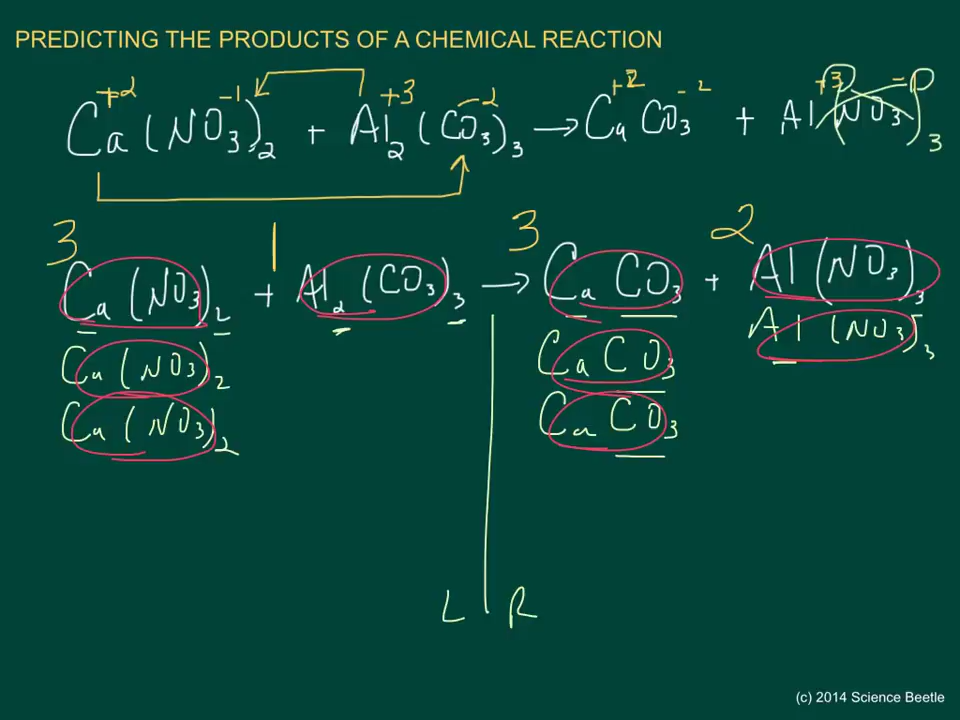 PREDICTING THE PRODUCTS OF A CHEMICAL REACTION
+2 -1 +3 -2 +2 -2 +3
Ca(NO₃)₂ + Al₂(CO₃)₃ → CaCO₃ + Al(NO₃)₃
3 1 3 2
Ca(NO₃)₂ + Al₂(CO₃)₃ → CaCO₃ + Al(NO₃)₃
Ca(NO₃)₂ CaCO₃ Al(NO₃)₃
Ca(NO₃)₂ CaCO₃
L R
(c) 2014 Science Beetle